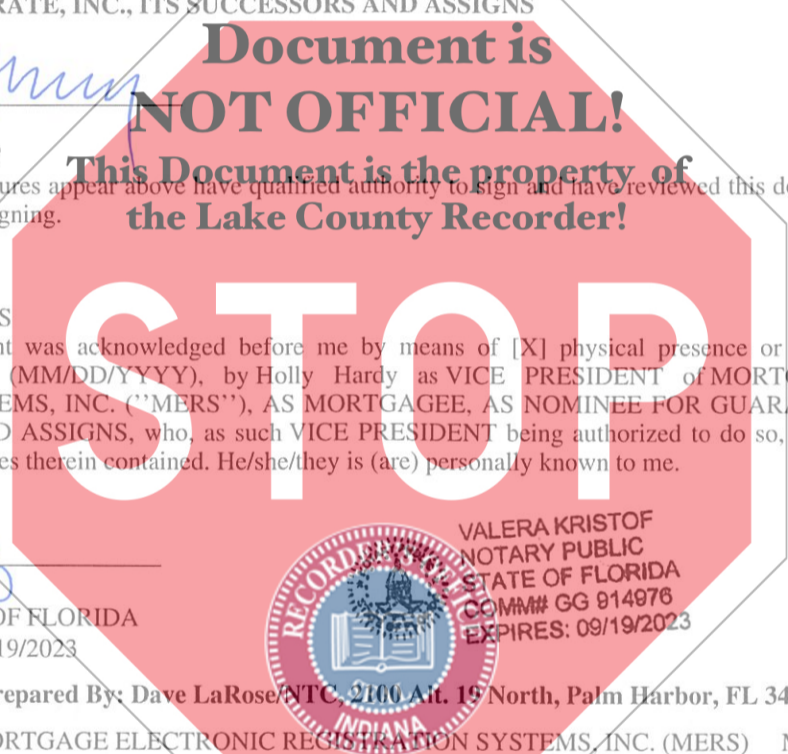 RATE, INC., ITS SUCCESSORS AND ASSIGNS
Document is
NOT OFFICIAL!
This Document is the property of
ures appear above have qualified authority to sign and have reviewed this d
gning.
the Lake County Recorder!
STOP
S
nt was acknowledged before me by means of [X] physical presence or
(MM/DD/YYYY), by Holly Hardy as VICE PRESIDENT of MORT
EMS, INC. (''MERS''), AS MORTGAGEE, AS NOMINEE FOR GUAR
D ASSIGNS, who, as such VICE PRESIDENT being authorized to do so,
es therein contained. He/she/they is (are) personally known to me.
VALERA KRISTOF
NOTARY PUBLIC
STATE OF FLORIDA
COMM# GG 914976
EXPIRES: 09/19/2023
RECORDER'S OFFICE
INDIANA
OF FLORIDA
19/2023
repared By: Dave LaRose/NTC, 2100 Alt. 19 North, Palm Harbor, FL 34
ORTGAGE ELECTRONIC REGISTRATION SYSTEMS, INC. (MERS)